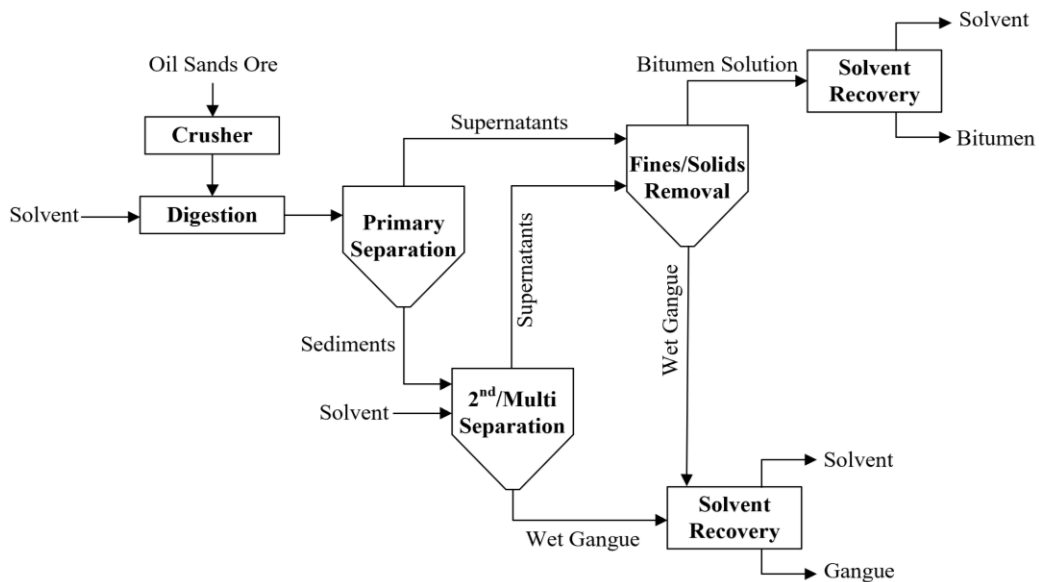 Solvent
Oil Sands Ore
Bitumen Solution
Solvent
Recovery
Crusher
Supernatants
Bitumen
Fines/Solids
Removal
Solvent
Digestion
Primary
Separation
Supernatants
Wet Gangue
Sediments
2nd/Multi
Separation
Solvent
Solvent
Solvent
Recovery
Wet Gangue
Gangue